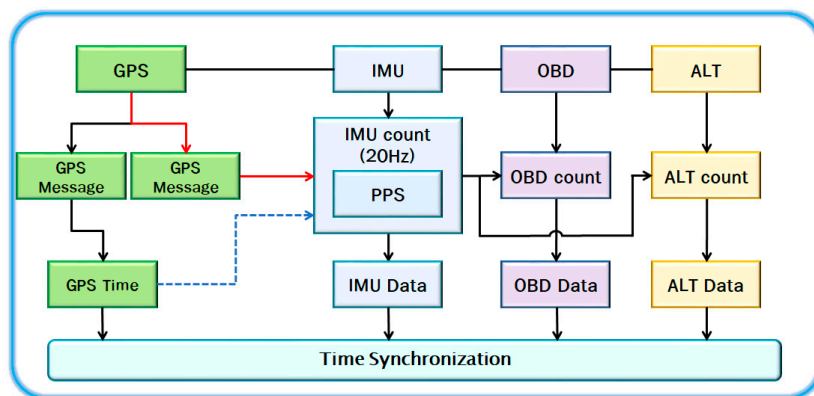 GPS
IMU
OBD
ALT
GPS
Message
GPS
Message
IMU count
(20Hz)
PPS
OBD count
ALT count
GPS Time
IMU Data
OBD Data
ALT Data
Time Synchronization